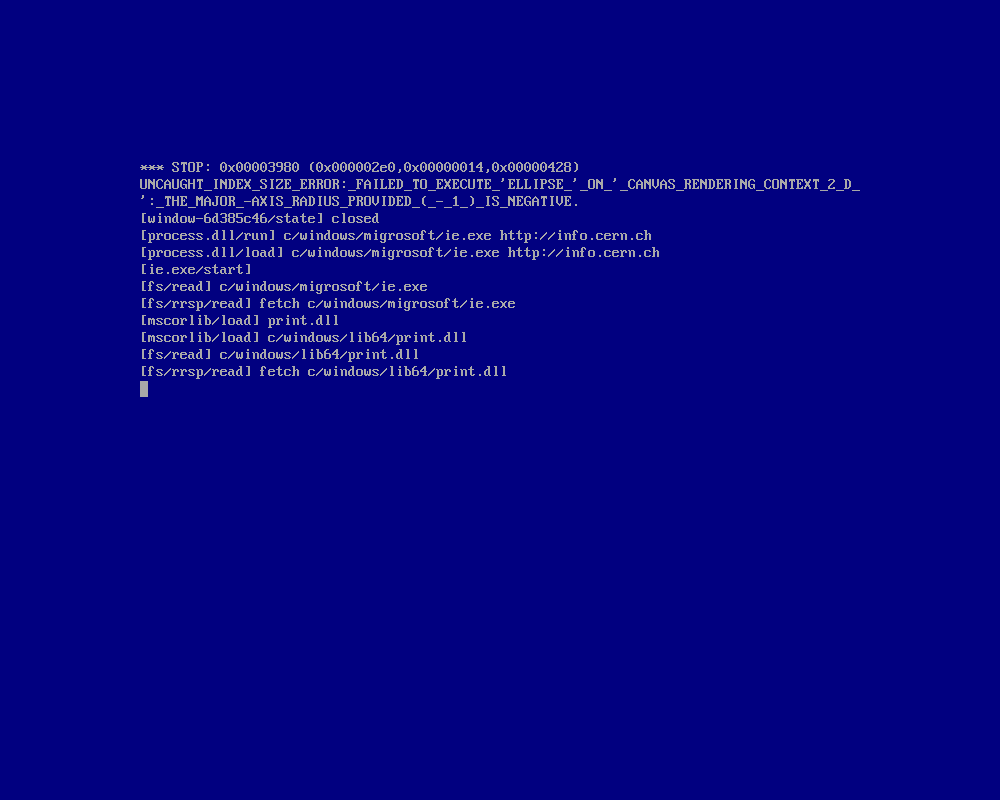 *** STOP: 0x00003980 (0x000002e0,0x00000014,0x00000428)
UNCAUGHT_INDEX_SIZE_ERROR:_FAILED_TO_EXECUTE_'ELLIPSE_'_ON_'_CANVAS_RENDERING_CONTEXT_2_D_
':_THE_MAJOR_-AXIS_RADIUS_PROVIDED_(_-_1_)_IS_NEGATIVE.
[window-6d385c46/state] closed
[process.dll/run] c/windows/migrosoft/ie.exe http://info.cern.ch
[process.dll/load] c/windows/migrosoft/ie.exe http://info.cern.ch
[ie.exe/start]
[fs/read] c/windows/migrosoft/ie.exe
[fs/rrsp/read] fetch c/windows/migrosoft/ie.exe
[mscorlib/load] print.dll
[mscorlib/load] c/windows/lib64/print.dll
[fs/read] c/windows/lib64/print.dll
[fs/rrsp/read] fetch c/windows/lib64/print.dll